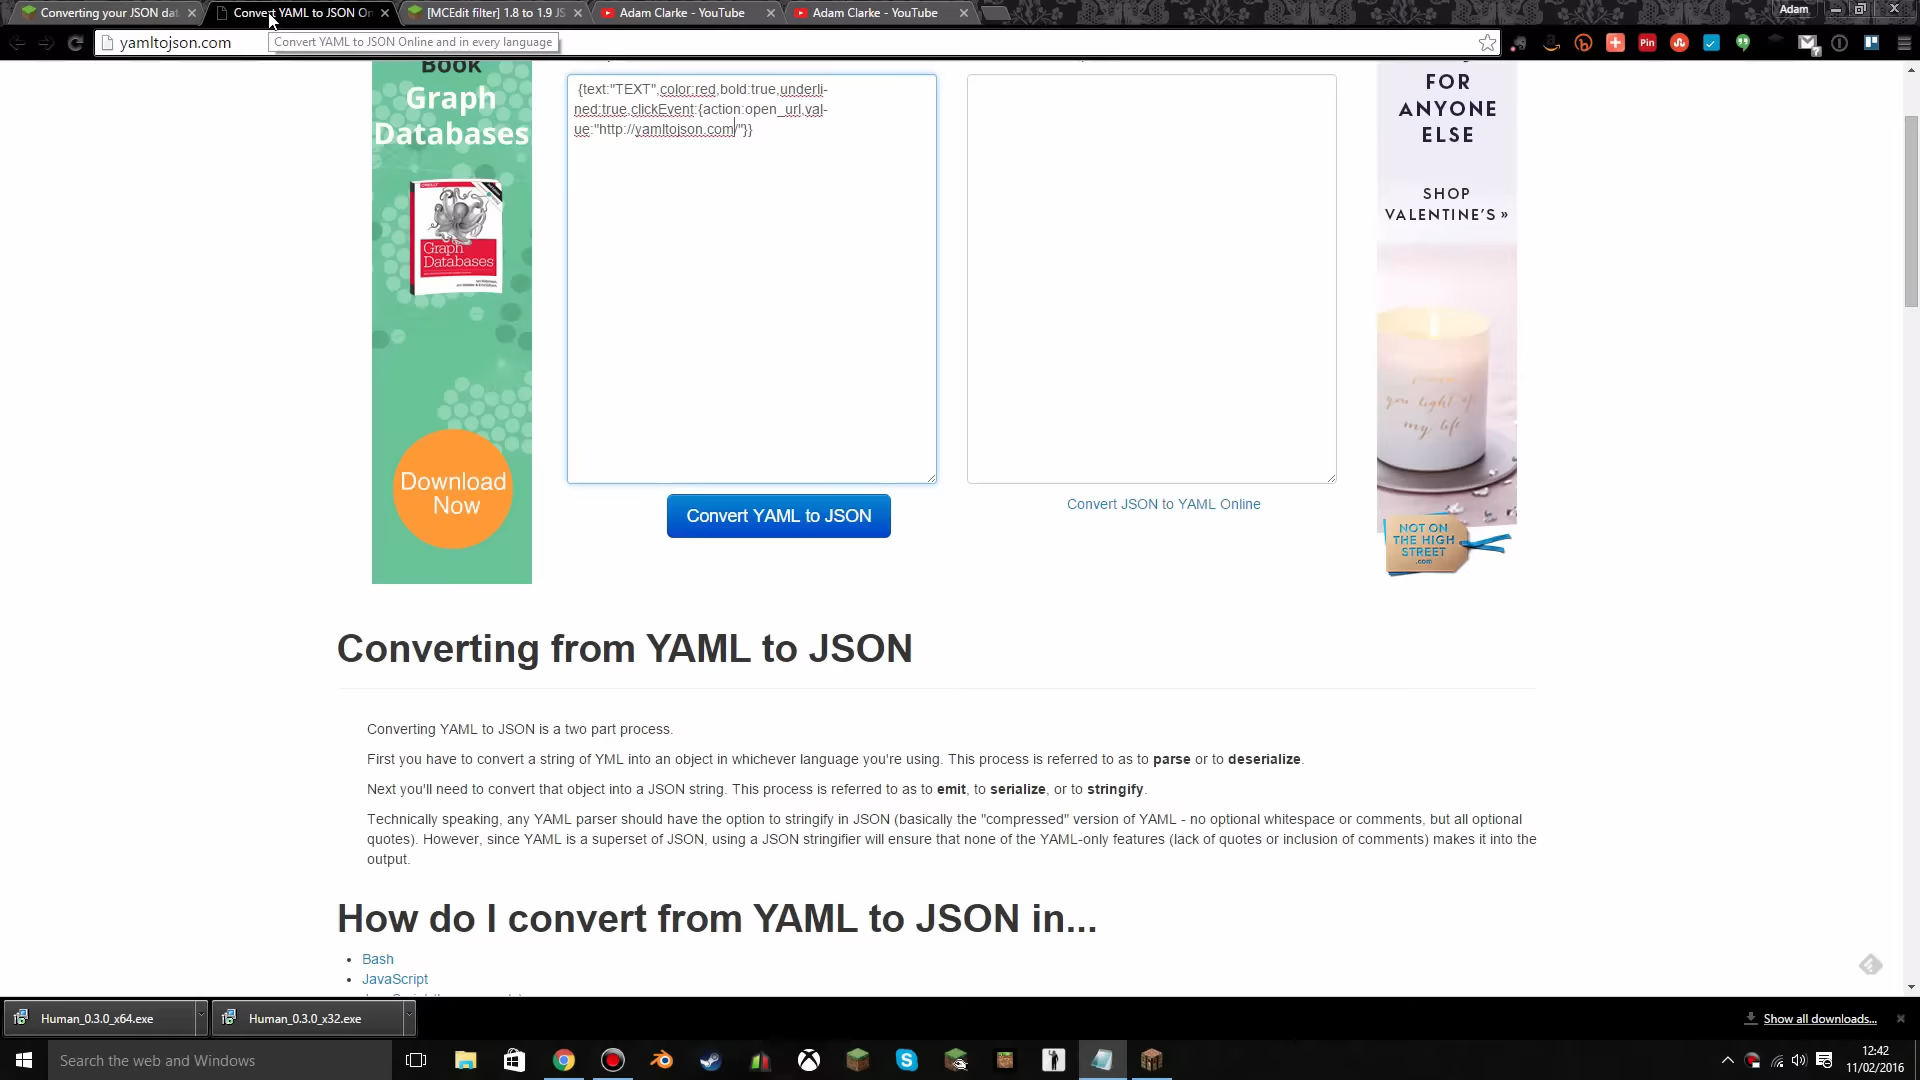 Converting your JSON dat
Convert YAML to JSON On
[MCEdit filter] 1.8 to 1.9 JS
Adam Clarke - YouTube
Adam Clarke - YouTube
Adam
yamltojson.com
Convert YAML to JSON Online and in every language
Pin
Book
Graph
Databases
Graph
Databases
Download
Now
{text:"TEXT",color:red,bold:true,underli-
ned:true,clickEvent:{action:open_url,val-
ue:"http://yamltojson.com/"}}
Convert YAML to JSON
Convert JSON to YAML Online
FOR
ANYONE
ELSE
SHOP
VALENTINE'S »
you light up
my life
NOT ON
THE HIGH
STREET
.com
Converting from YAML to JSON
Converting YAML to JSON is a two part process.
First you have to convert a string of YML into an object in whichever language you're using. This process is referred to as to parse or to deserialize.
Next you'll need to convert that object into a JSON string. This process is referred to as to emit, to serialize, or to stringify.
Technically speaking, any YAML parser should have the option to stringify in JSON (basically the "compressed" version of YAML - no optional whitespace or comments, but all optional
quotes). However, since YAML is a superset of JSON, using a JSON stringifier will ensure that none of the YAML-only features (lack of quotes or inclusion of comments) makes it into the
output.
How do I convert from YAML to JSON in...
Bash
JavaScript
Human_0.3.0_x64.exe
Human_0.3.0_x32.exe
Show all downloads...
Search the web and Windows
12:42
11/02/2016